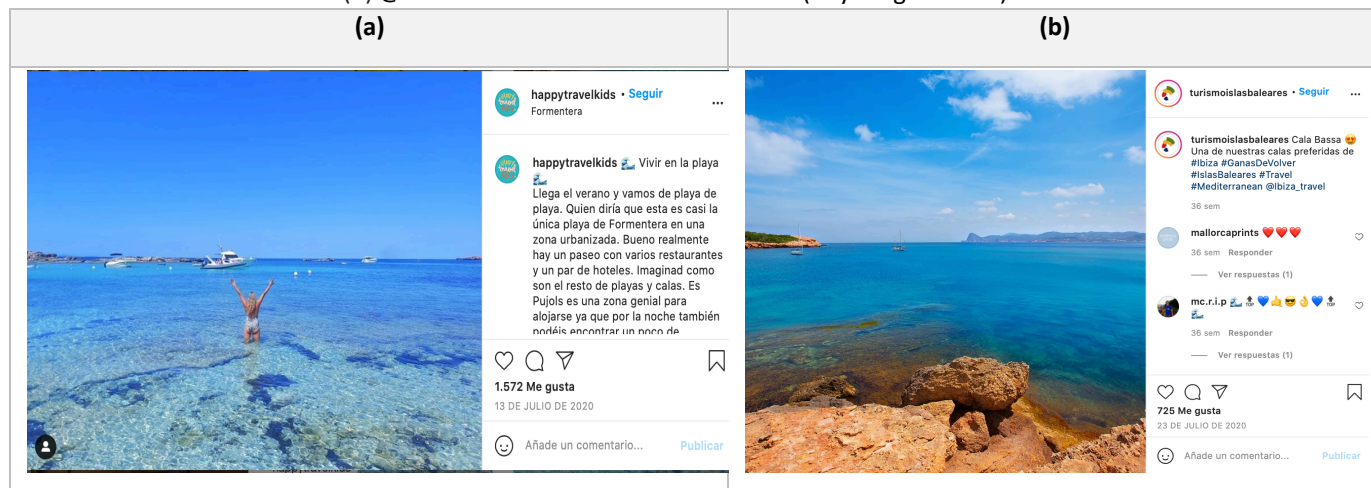 (a)
(b)
happytravelkids • Seguir
Formentera
happytravelkids 🌊 Vivir en la playa
🌊
Llega el verano y vamos de playa de
playa. Quien diría que esta es casi la
única playa de Formentera en una
zona urbanizada. Bueno realmente
hay un paseo con varios restaurantes
y un par de hoteles. Imaginad como
son el resto de playas y calas. Es
Pujols es una zona genial para
alojarse ya que por la noche también
podéis encontrar un poco de
1.572 Me gusta
13 DE JULIO DE 2020
Añade un comentario...
Publicar
turismoislasbaleares • Seguir
turismoislasbaleares Cala Bassa 😍
Una de nuestras calas preferidas de
#Ibiza #GanasDeVolver
#IslasBaleares #Travel
#Mediterranean @Ibiza_travel
36 sem
mallorcaprints ❤️❤️❤️
36 sem Responder
Ver respuestas (1)
mc.r.i.p 🌊🔝💙🤙😎👌💙🔝
🌊
36 sem Responder
Ver respuestas (1)
725 Me gusta
23 DE JULIO DE 2020
Añade un comentario...
Publicar